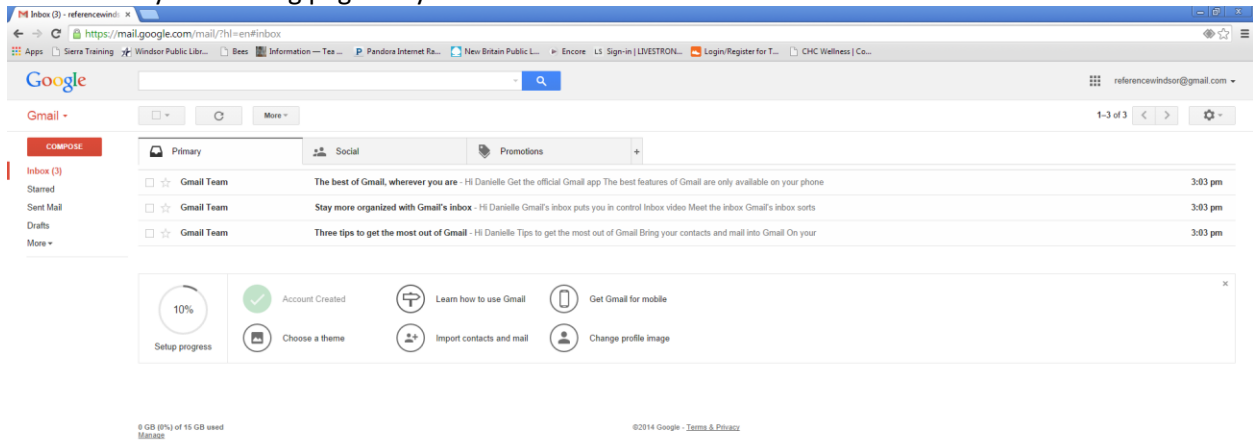 Inbox (3) - referencewind
https://mail.google.com/mail/?hl=en#inbox
Apps Sierra Training Windsor Public Libr... Bees Information — Tea ... Pandora Internet Ra... New Britain Public L... Encore LS Sign-in | LIVESTRON... Login/Register for T... CHC Wellness | Co...
Google
referencewindsor@gmail.com
Gmail
More
1–3 of 3
COMPOSE
Primary Social Promotions +
Inbox (3)
Starred
Sent Mail
Drafts
More
Gmail Team The best of Gmail, wherever you are - Hi Danielle Get the official Gmail app The best features of Gmail are only available on your phone 3:03 pm
Gmail Team Stay more organized with Gmail's inbox - Hi Danielle Gmail's inbox puts you in control Inbox video Meet the inbox Gmail's inbox sorts 3:03 pm
Gmail Team Three tips to get the most out of Gmail - Hi Danielle Tips to get the most out of Gmail Bring your contacts and mail into Gmail On your 3:03 pm
10%
Setup progress
Account Created Learn how to use Gmail Get Gmail for mobile
Choose a theme Import contacts and mail Change profile image
0 GB (0%) of 15 GB used
Manage
©2014 Google - Terms & Privacy